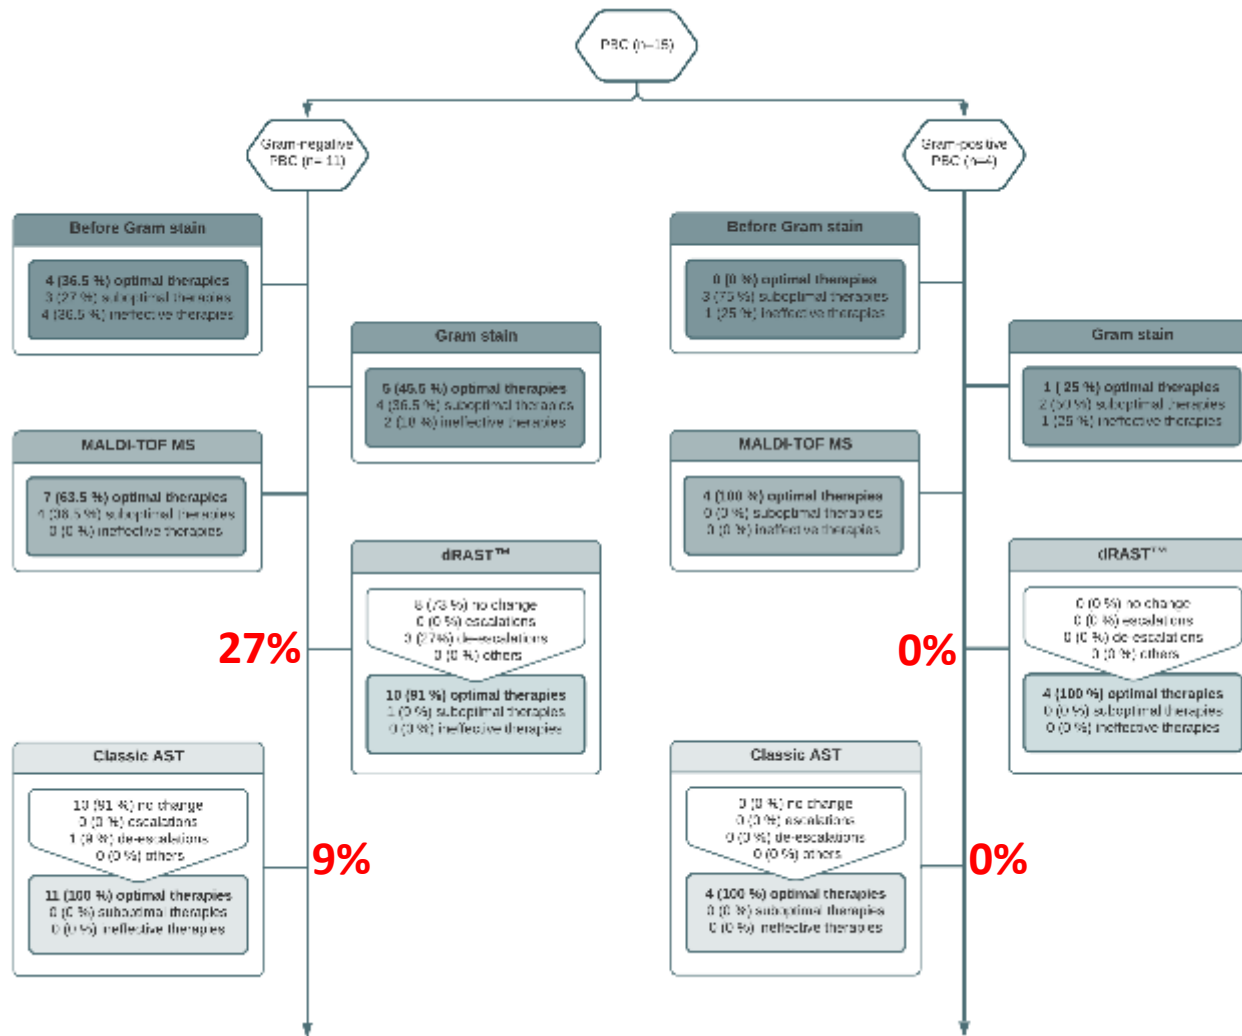 PBC (n=15)
Gram-negative
PBC (n= 11)
Gram-positive
PBC (n=4)
Before Gram stain
4 (36.5 %) optimal therapies
3 (27 %) suboptimal therapies
4 (36.5 %) ineffective therapies
Gram stain
5 (45.5 %) optimal therapies
4 (36.5 %) suboptimal therapies
2 (18 %) ineffective therapies
MALDI-TOF MS
7 (63.5 %) optimal therapies
4 (36.5 %) suboptimal therapies
0 (0 %) ineffective therapies
dRAST™
8 (73 %) no change
0 (0 %) escalations
3 (27%) de-escalations
0 (0 %) others
27%
10 (91 %) optimal therapies
1 (9 %) suboptimal therapies
0 (0 %) ineffective therapies
Classic AST
10 (91 %) no change
0 (0 %) escalations
1 (9 %) de-escalations
0 (0 %) others
9%
11 (100 %) optimal therapies
0 (0 %) suboptimal therapies
0 (0 %) ineffective therapies
Before Gram stain
0 (0 %) optimal therapies
3 (75 %) suboptimal therapies
1 (25 %) ineffective therapies
Gram stain
1 ( 25 %) optimal therapies
2 (50 %) suboptimal therapies
1 (25 %) ineffective therapies
MALDI-TOF MS
4 (100 %) optimal therapies
0 (0 %) suboptimal therapies
0 (0 %) ineffective therapies
dRAST™
0 (0 %) no change
0 (0 %) escalations
0 (0 %) de-escalations
0 (0 %) others
0%
4 (100 %) optimal therapies
0 (0 %) suboptimal therapies
0 (0 %) ineffective therapies
Classic AST
0 (0 %) no change
0 (0 %) escalations
0 (0 %) de-escalations
0 (0 %) others
0%
4 (100 %) optimal therapies
0 (0 %) suboptimal therapies
0 (0 %) ineffective therapies